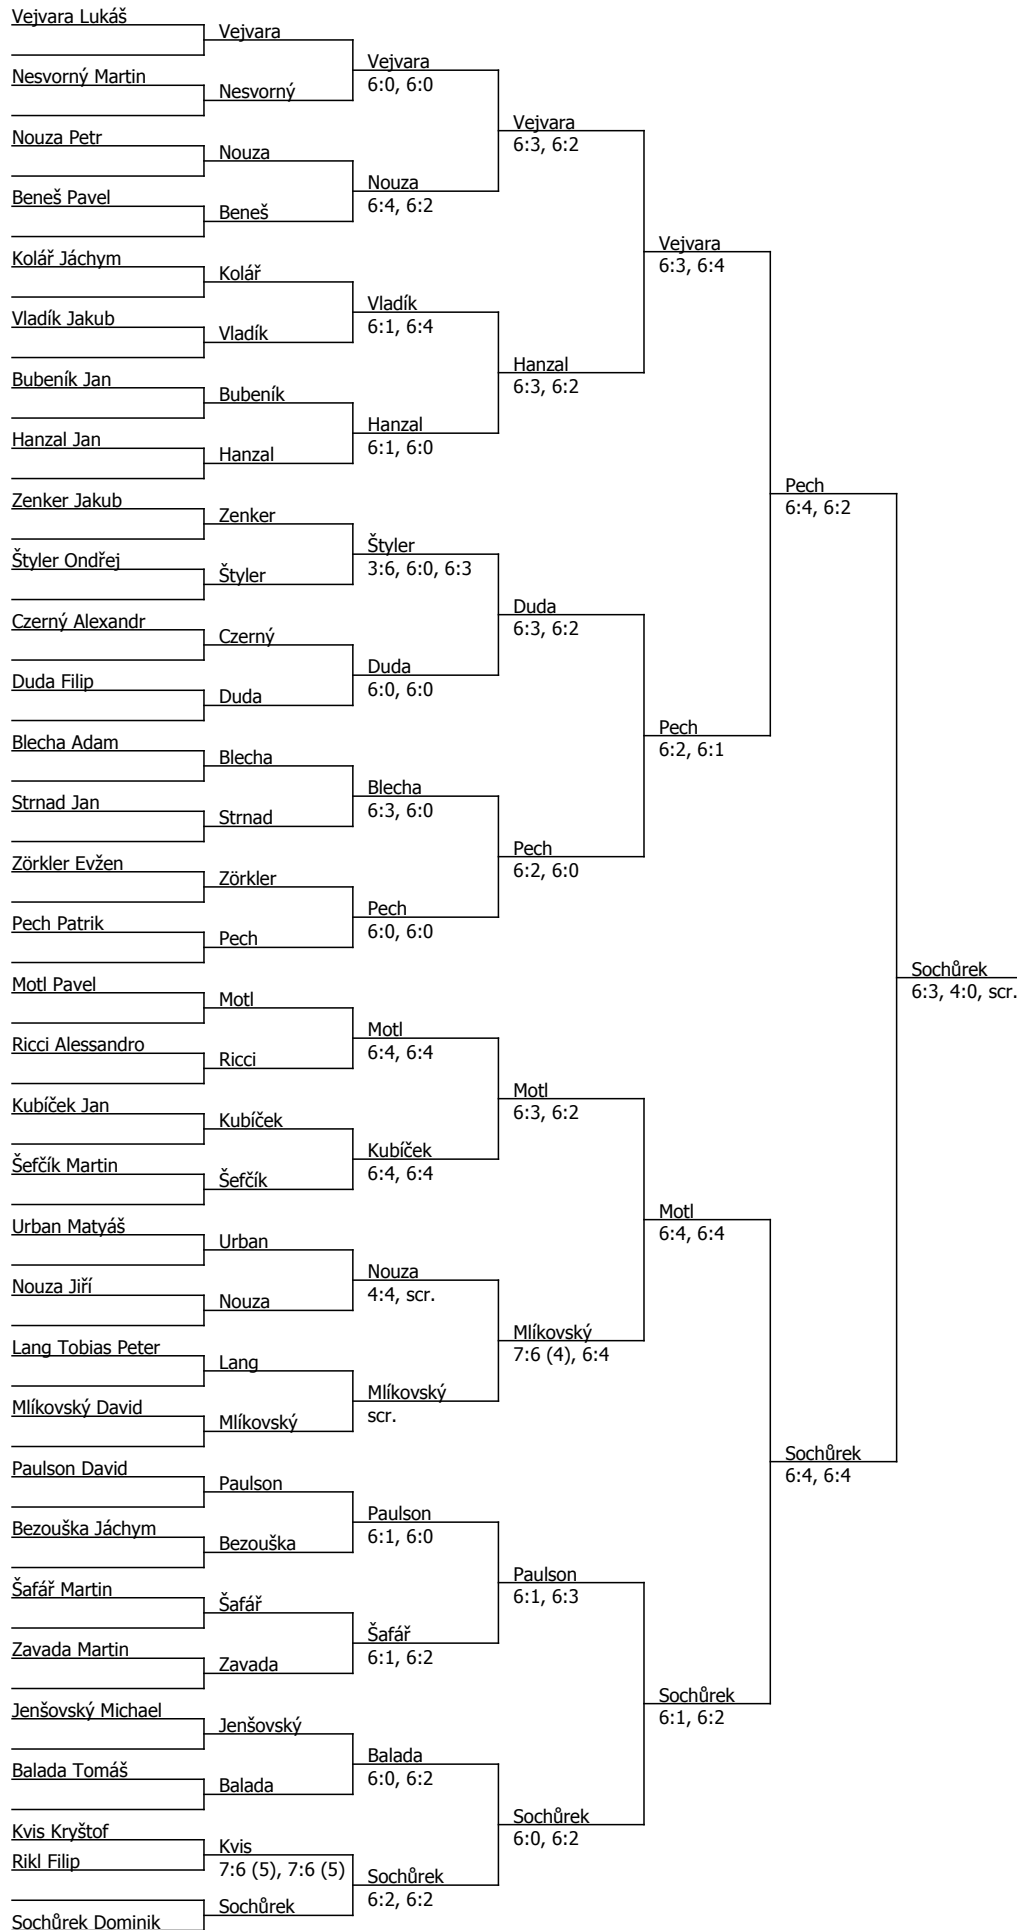 Vejvara Lukáš
Vejvara
Vejvara
6:0, 6:0
Nesvorný Martin
Nesvorný
Vejvara
6:3, 6:2
Nouza Petr
Nouza
Nouza
6:4, 6:2
Beneš Pavel
Beneš
Vejvara
6:3, 6:4
Kolář Jáchym
Kolář
Vladík
6:1, 6:4
Vladík Jakub
Vladík
Hanzal
6:3, 6:2
Bubeník Jan
Bubeník
Hanzal
6:1, 6:0
Hanzal Jan
Hanzal
Pech
6:4, 6:2
Zenker Jakub
Zenker
Štyler
3:6, 6:0, 6:3
Štyler Ondřej
Štyler
Duda
6:3, 6:2
Czerný Alexandr
Czerný
Duda
6:0, 6:0
Duda Filip
Duda
Pech
6:2, 6:1
Blecha Adam
Blecha
Blecha
6:3, 6:0
Strnad Jan
Strnad
Pech
6:2, 6:0
Zörkler Evžen
Zörkler
Pech
6:0, 6:0
Pech Patrik
Pech
Sochůrek
6:3, 4:0, scr.
Motl Pavel
Motl
Motl
6:4, 6:4
Ricci Alessandro
Ricci
Motl
6:3, 6:2
Kubíček Jan
Kubíček
Kubíček
6:4, 6:4
Šefčík Martin
Šefčík
Motl
6:4, 6:4
Urban Matyáš
Urban
Nouza
4:4, scr.
Nouza Jiří
Nouza
Mlíkovský
7:6 (4), 6:4
Lang Tobias Peter
Lang
Mlíkovský
scr.
Mlíkovský David
Mlíkovský
Sochůrek
6:4, 6:4
Paulson David
Paulson
Paulson
6:1, 6:0
Bezouška Jáchym
Bezouška
Paulson
6:1, 6:3
Šafář Martin
Šafář
Šafář
6:1, 6:2
Zavada Martin
Zavada
Sochůrek
6:1, 6:2
Jenšovský Michael
Jenšovský
Balada
6:0, 6:2
Balada Tomáš
Balada
Sochůrek
6:0, 6:2
Kvis Kryštof
Kvis
Rikl Filip
7:6 (5), 7:6 (5)
Sochůrek
6:2, 6:2
Sochůrek
Sochůrek Dominik